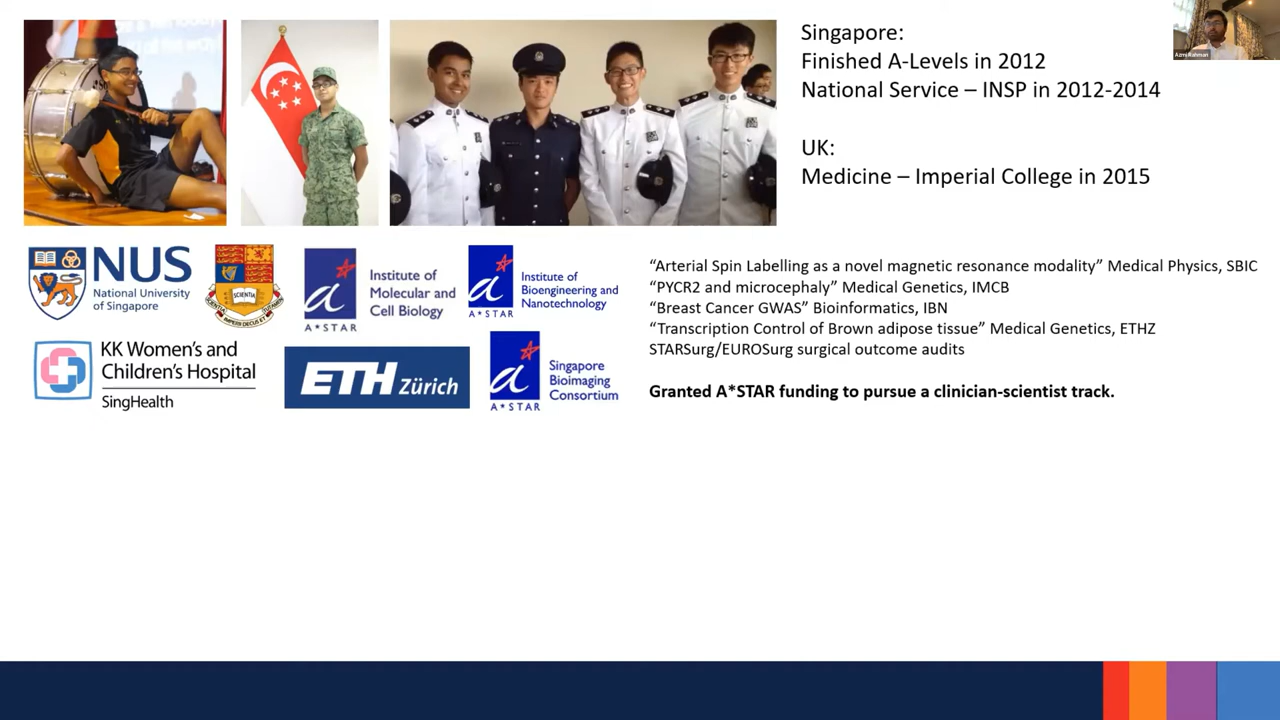 Singapore:
Finished A-Levels in 2012
National Service – INSP in 2012-2014
UK:
Medicine – Imperial College in 2015
Azmi Rahman
NUS
National University
of Singapore
SCIENTIA
A*STAR
Institute of
Molecular and
Cell Biology
A*STAR
Institute of
Bioengineering and
Nanotechnology
KK Women's and
Children's Hospital
SingHealth
ETH Zürich
A*STAR
Singapore
Bioimaging
Consortium
“Arterial Spin Labelling as a novel magnetic resonance modality” Medical Physics, SBIC
“PYCR2 and microcephaly” Medical Genetics, IMCB
“Breast Cancer GWAS” Bioinformatics, IBN
“Transcription Control of Brown adipose tissue” Medical Genetics, ETHZ
STARSurg/EUROSurg surgical outcome audits
Granted A*STAR funding to pursue a clinician-scientist track.